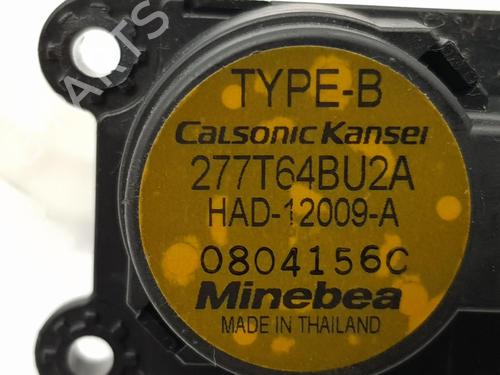 TYPE-B
Calsonic Kansei
277T64BU2A
HAD-12009-A
0804156C
Minebea
MADE IN THAILAND